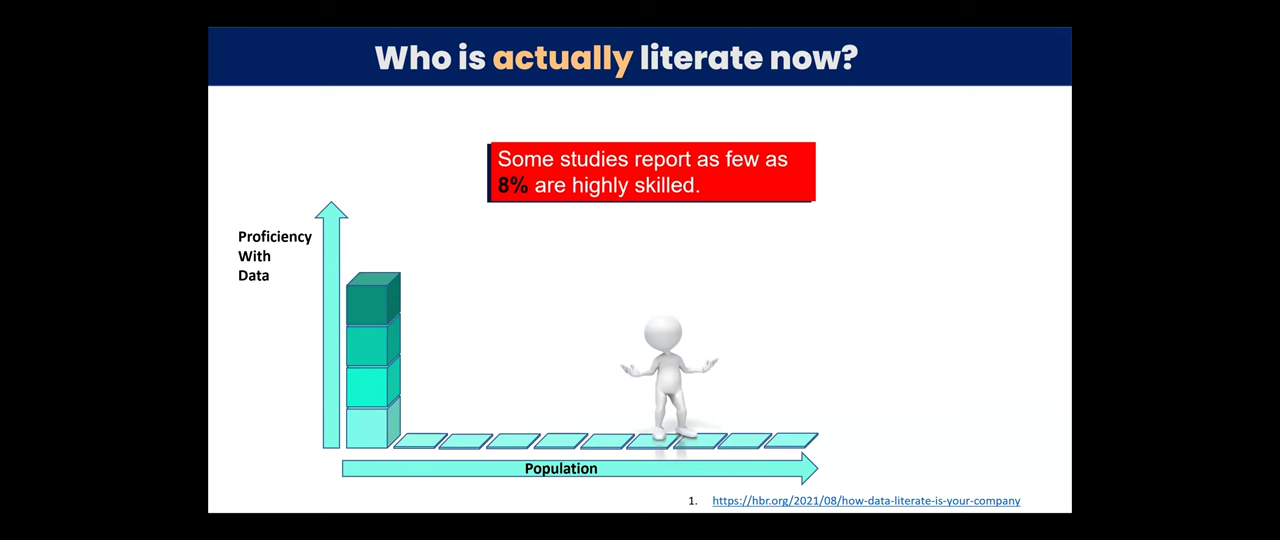 Who is actually literate now?
Some studies report as few as
8% are highly skilled.
Proficiency
With
Data
Population
1. https://hbr.org/2021/08/how-data-literate-is-your-company